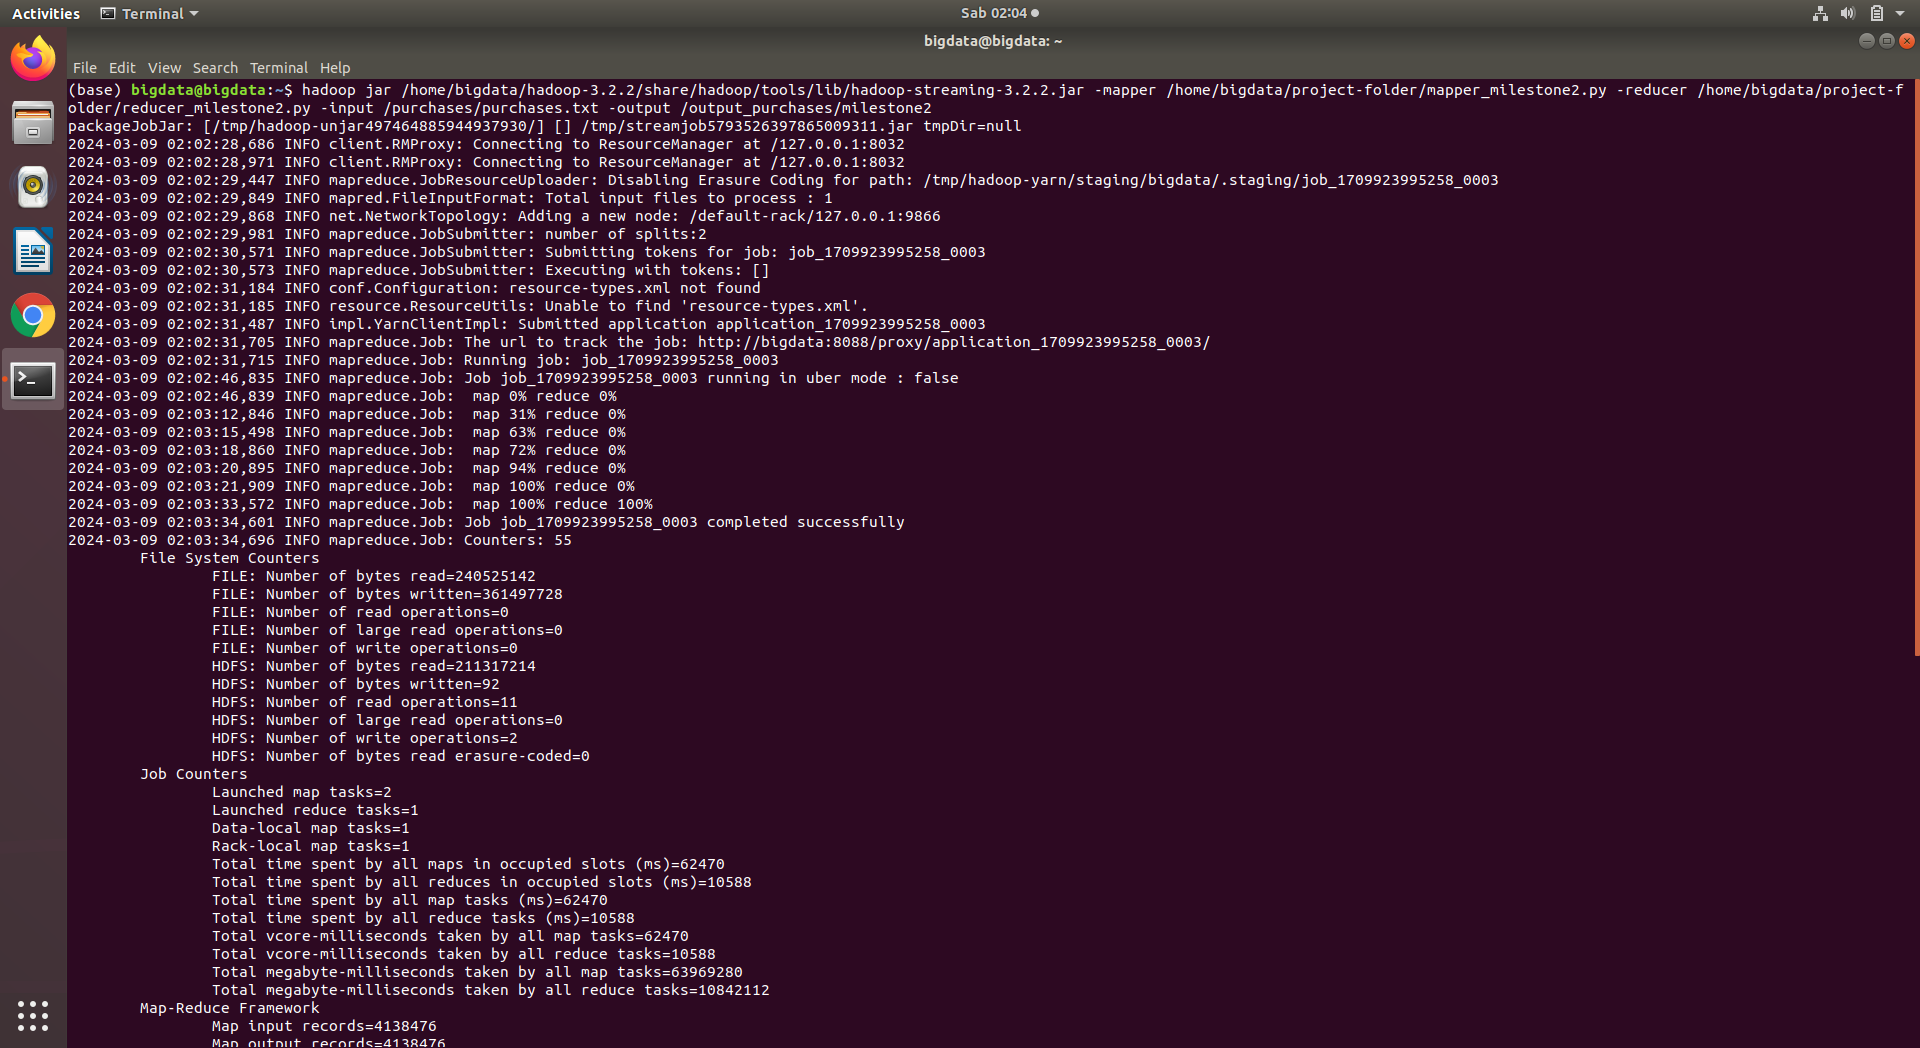 Activities
Terminal
Sab 02:04
bigdata@bigdata: ~
File Edit View Search Terminal Help
(base) bigdata@bigdata:~$ hadoop jar /home/bigdata/hadoop-3.2.2/share/hadoop/tools/lib/hadoop-streaming-3.2.2.jar -mapper /home/bigdata/project-folder/mapper_milestone2.py -reducer /home/bigdata/project-f
older/reducer_milestone2.py -input /purchases/purchases.txt -output /output_purchases/milestone2
packageJobJar: [/tmp/hadoop-unjar497464885944937930/] [] /tmp/streamjob5793526397865009311.jar tmpDir=null
2024-03-09 02:02:28,686 INFO client.RMProxy: Connecting to ResourceManager at /127.0.0.1:8032
2024-03-09 02:02:28,971 INFO client.RMProxy: Connecting to ResourceManager at /127.0.0.1:8032
2024-03-09 02:02:29,447 INFO mapreduce.JobResourceUploader: Disabling Erasure Coding for path: /tmp/hadoop-yarn/staging/bigdata/.staging/job_1709923995258_0003
2024-03-09 02:02:29,849 INFO mapred.FileInputFormat: Total input files to process : 1
2024-03-09 02:02:29,868 INFO net.NetworkTopology: Adding a new node: /default-rack/127.0.0.1:9866
2024-03-09 02:02:29,981 INFO mapreduce.JobSubmitter: number of splits:2
2024-03-09 02:02:30,571 INFO mapreduce.JobSubmitter: Submitting tokens for job: job_1709923995258_0003
2024-03-09 02:02:30,573 INFO mapreduce.JobSubmitter: Executing with tokens: []
2024-03-09 02:02:31,184 INFO conf.Configuration: resource-types.xml not found
2024-03-09 02:02:31,185 INFO resource.ResourceUtils: Unable to find 'resource-types.xml'.
2024-03-09 02:02:31,487 INFO impl.YarnClientImpl: Submitted application application_1709923995258_0003
2024-03-09 02:02:31,705 INFO mapreduce.Job: The url to track the job: http://bigdata:8088/proxy/application_1709923995258_0003/
2024-03-09 02:02:31,715 INFO mapreduce.Job: Running job: job_1709923995258_0003
2024-03-09 02:02:46,835 INFO mapreduce.Job: Job job_1709923995258_0003 running in uber mode : false
2024-03-09 02:02:46,839 INFO mapreduce.Job:  map 0% reduce 0%
2024-03-09 02:03:12,846 INFO mapreduce.Job:  map 31% reduce 0%
2024-03-09 02:03:15,498 INFO mapreduce.Job:  map 63% reduce 0%
2024-03-09 02:03:18,860 INFO mapreduce.Job:  map 72% reduce 0%
2024-03-09 02:03:20,895 INFO mapreduce.Job:  map 94% reduce 0%
2024-03-09 02:03:21,909 INFO mapreduce.Job:  map 100% reduce 0%
2024-03-09 02:03:33,572 INFO mapreduce.Job:  map 100% reduce 100%
2024-03-09 02:03:34,601 INFO mapreduce.Job: Job job_1709923995258_0003 completed successfully
2024-03-09 02:03:34,696 INFO mapreduce.Job: Counters: 55
File System Counters
FILE: Number of bytes read=240525142
FILE: Number of bytes written=361497728
FILE: Number of read operations=0
FILE: Number of large read operations=0
FILE: Number of write operations=0
HDFS: Number of bytes read=211317214
HDFS: Number of bytes written=92
HDFS: Number of read operations=11
HDFS: Number of large read operations=0
HDFS: Number of write operations=2
HDFS: Number of bytes read erasure-coded=0
Job Counters
Launched map tasks=2
Launched reduce tasks=1
Data-local map tasks=1
Rack-local map tasks=1
Total time spent by all maps in occupied slots (ms)=62470
Total time spent by all reduces in occupied slots (ms)=10588
Total time spent by all map tasks (ms)=62470
Total time spent by all reduce tasks (ms)=10588
Total vcore-milliseconds taken by all map tasks=62470
Total vcore-milliseconds taken by all reduce tasks=10588
Total megabyte-milliseconds taken by all map tasks=63969280
Total megabyte-milliseconds taken by all reduce tasks=10842112
Map-Reduce Framework
Map input records=4138476
Map output records=4138476